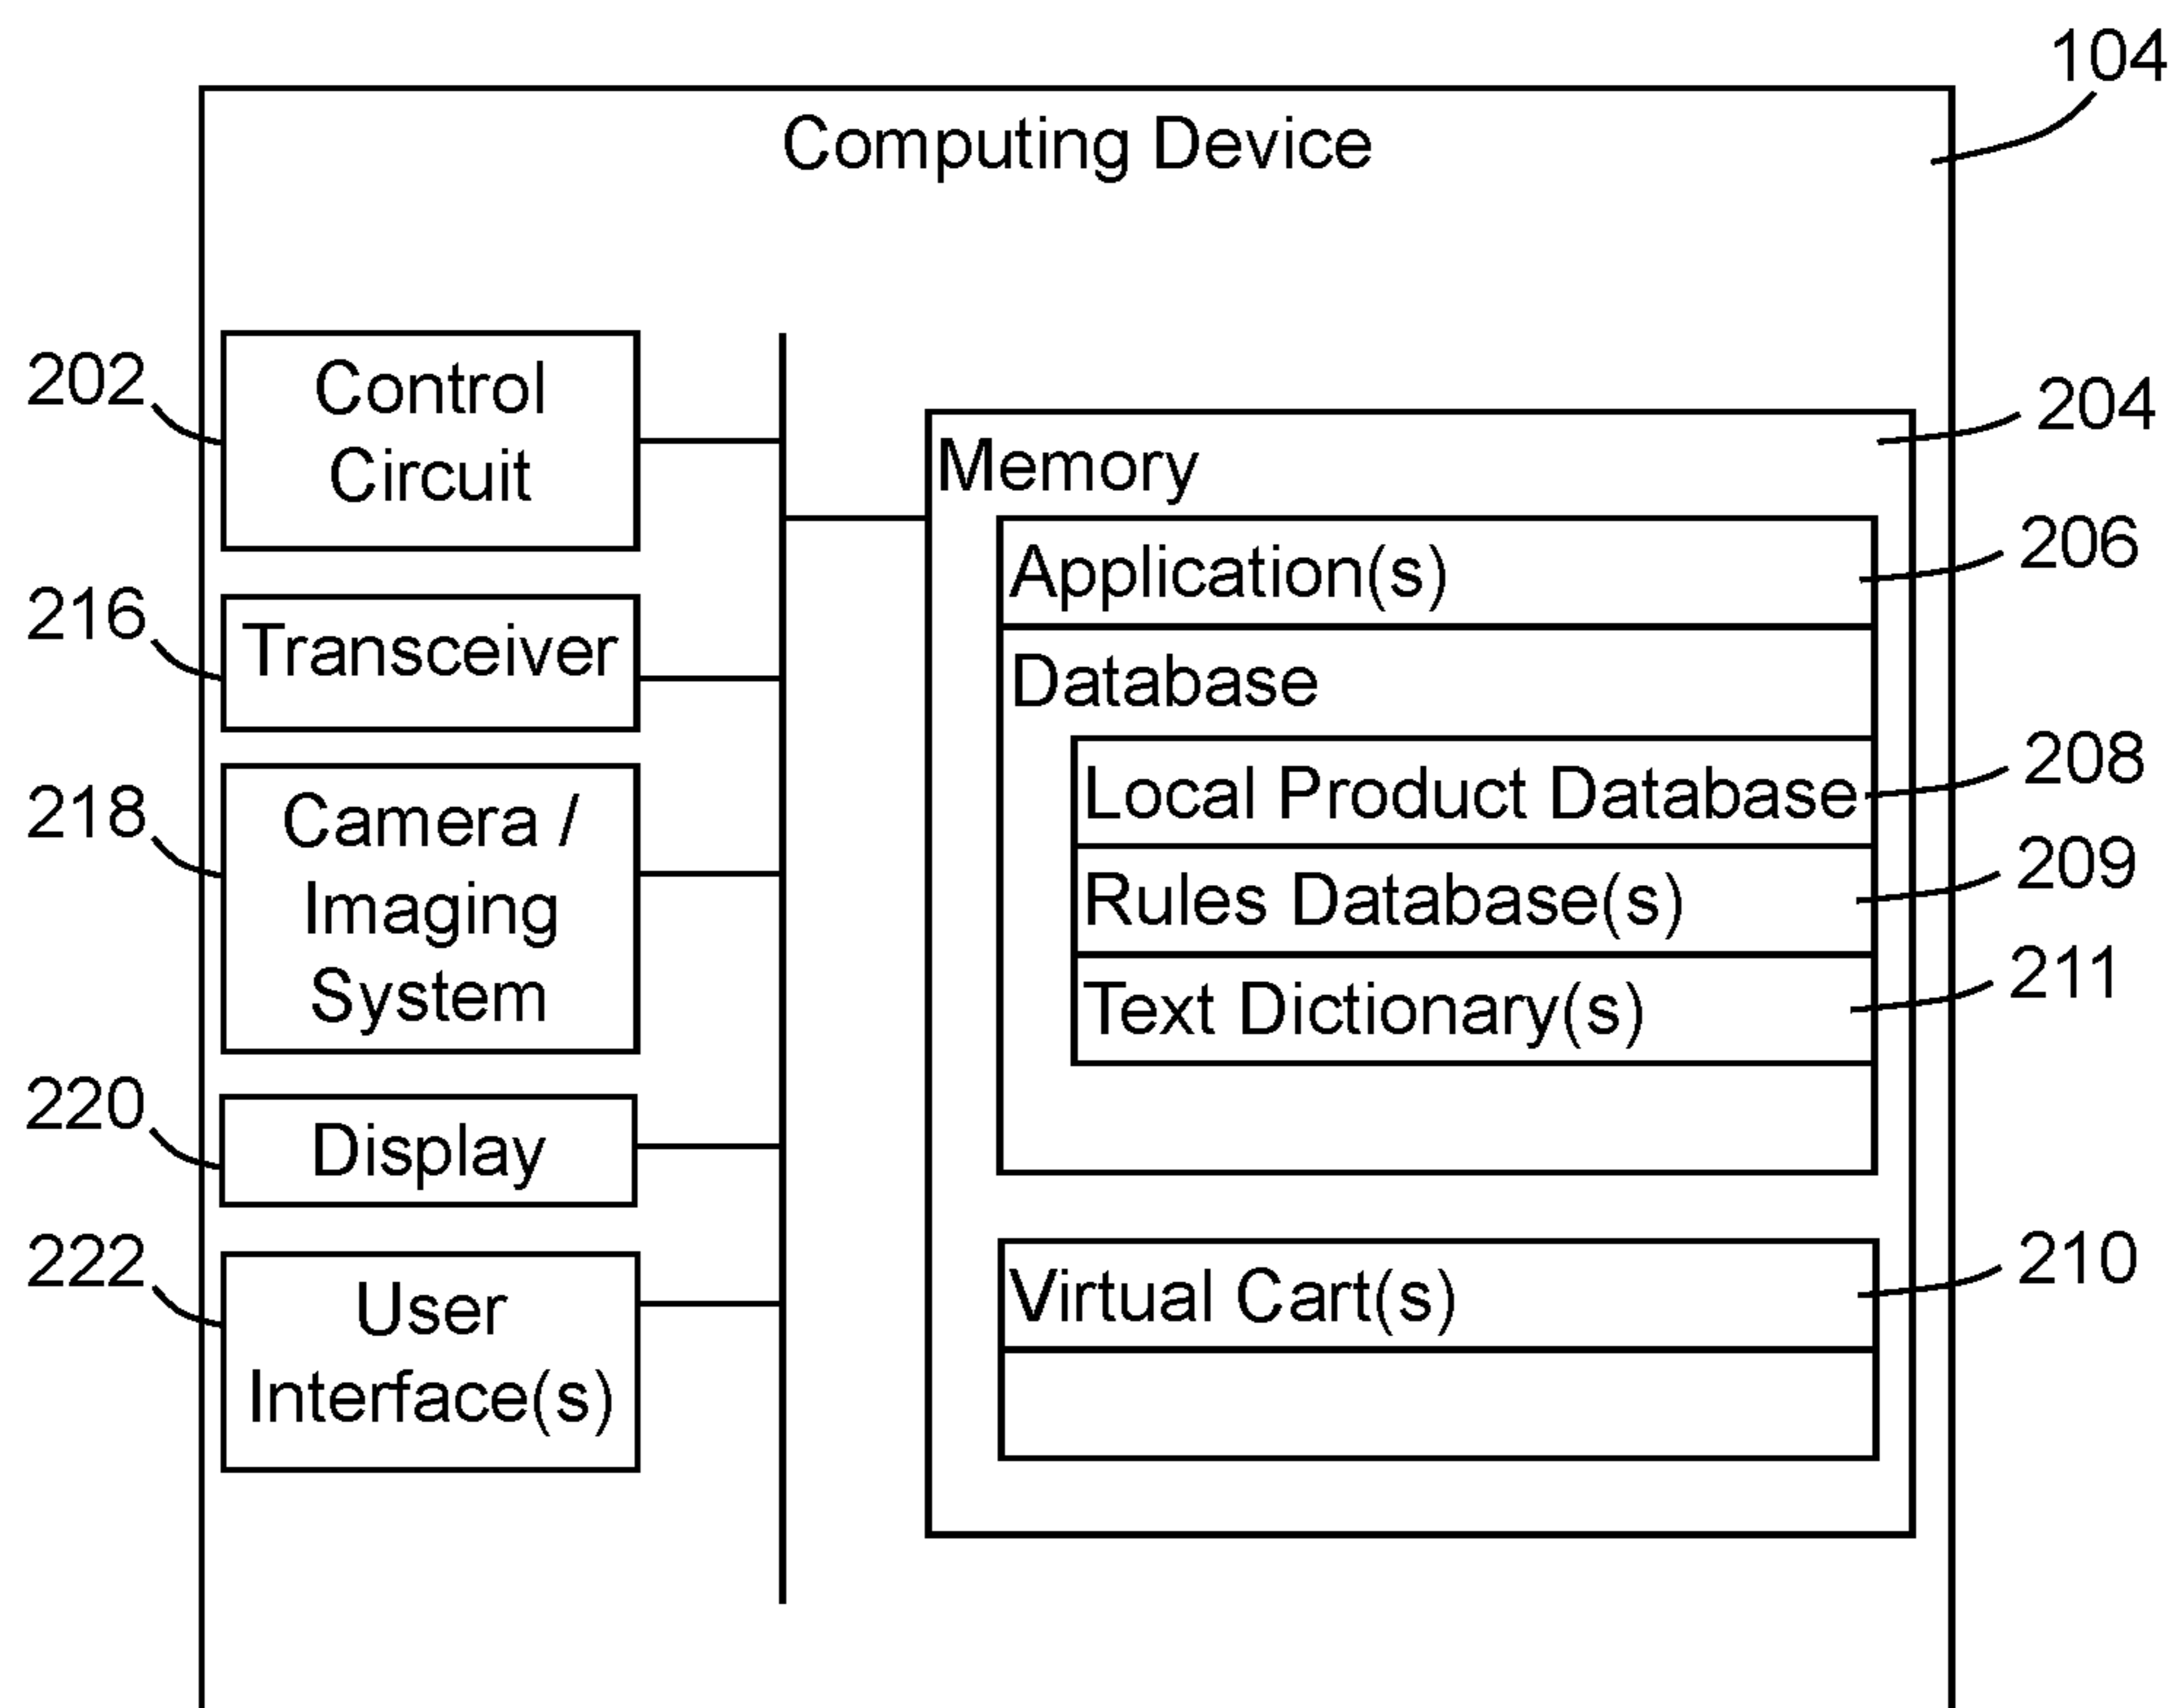 104
Computing Device
202
Control
Circuit
216
Transceiver
218
Camera /
Imaging
System
220
Display
222
User
Interface(s)
204
Memory
206
Application(s)
Database
208
Local Product Database
209
Rules Database(s)
211
Text Dictionary(s)
210
Virtual Cart(s)